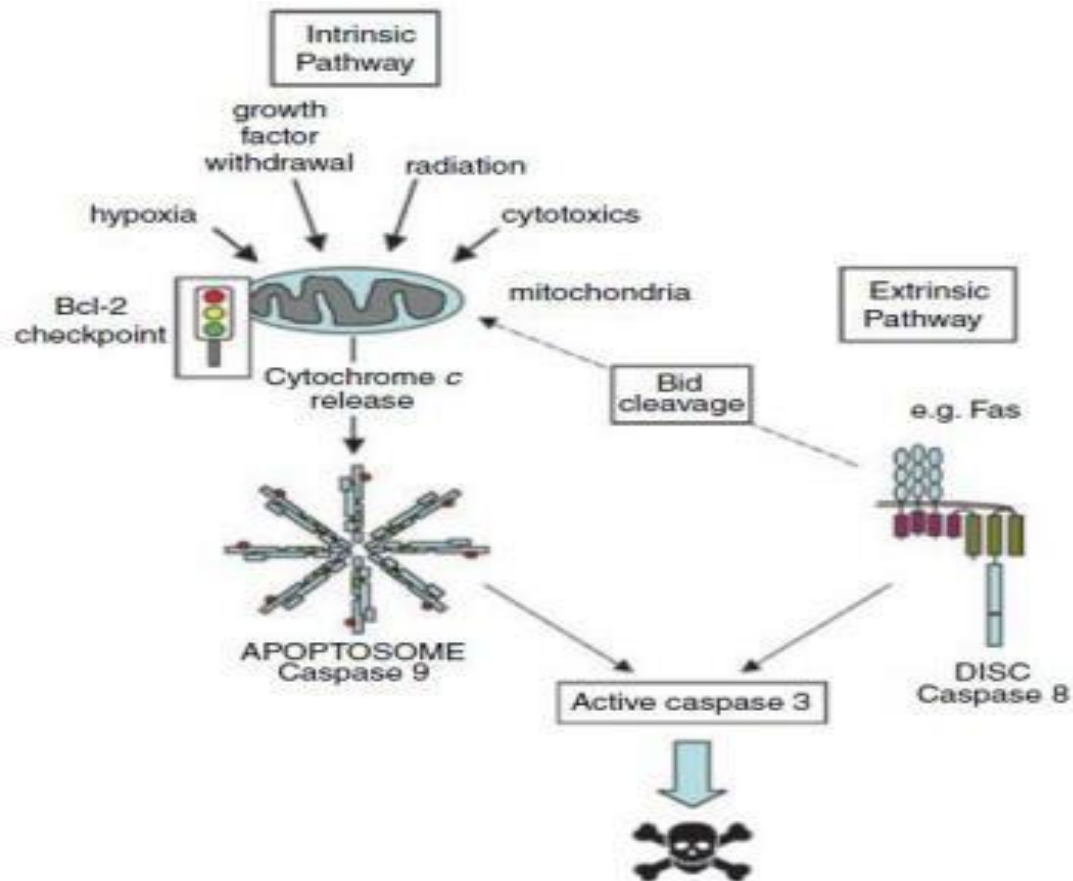 Intrinsic
Pathway
growth
factor
withdrawal
radiation
hypoxia
cytotoxics
mitochondria
Bcl-2
checkpoint
Extrinsic
Pathway
Cytochrome c
release
Bid
cleavage
e.g. Fas
APOPTOSOME
Caspase 9
DISC
Caspase 8
Active caspase 3